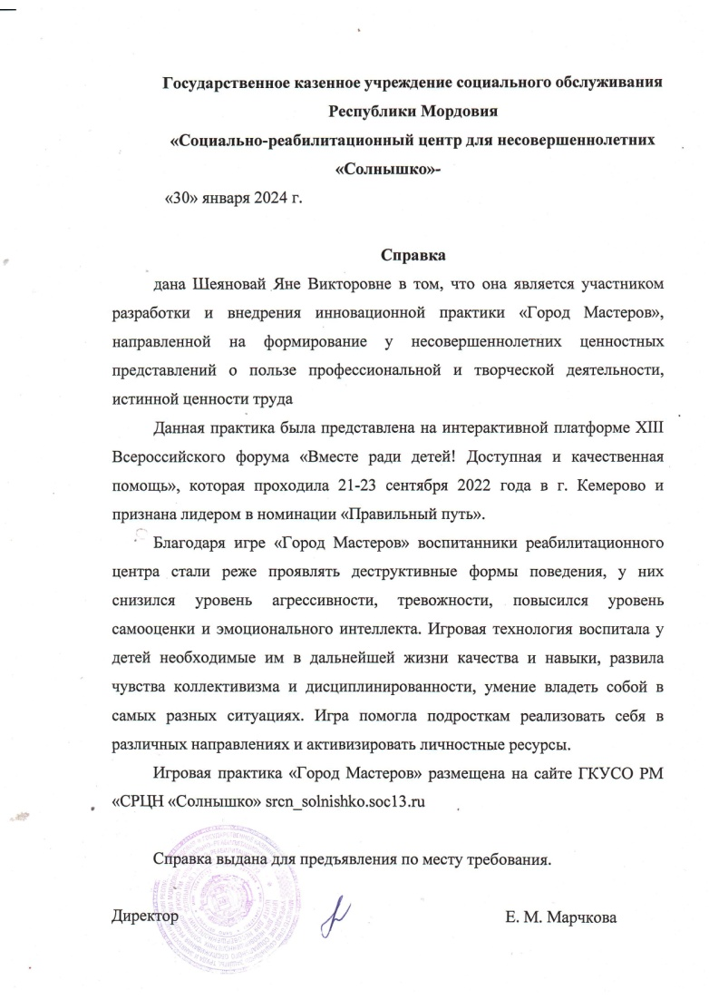 Государственное казенное учреждение социального обслуживания
Республики Мордовия
«Социально-реабилитационный центр для несовершеннолетних
«Солнышко»-
«30» января 2024 г.
Справка
дана Шеяновай Яне Викторовне в том, что она является участником
разработки и внедрения инновационной практики «Город Мастеров»,
направленной на формирование у несовершеннолетних ценностных
представлений о пользе профессиональной и творческой деятельности,
истинной ценности труда
Данная практика была представлена на интерактивной платформе XIII
Всероссийского форума «Вместе ради детей! Доступная и качественная
помощь», которая проходила 21-23 сентября 2022 года в г. Кемерово и
признана лидером в номинации «Правильный путь».
Благодаря игре «Город Мастеров» воспитанники реабилитационного
центра стали реже проявлять деструктивные формы поведения, у них
снизился уровень агрессивности, тревожности, повысился уровень
самооценки и эмоционального интеллекта. Игровая технология воспитала у
детей необходимые им в дальнейшей жизни качества и навыки, развила
чувства коллективизма и дисциплинированности, умение владеть собой в
самых разных ситуациях. Игра помогла подросткам реализовать себя в
различных направлениях и активизировать личностные ресурсы.
Игровая практика «Город Мастеров» размещена на сайте ГКУСО РМ
«СРЦН «Солнышко» srcn_solnishko.soc13.ru
Справка выдана для предъявления по месту требования.
Директор Е. М. Марчкова